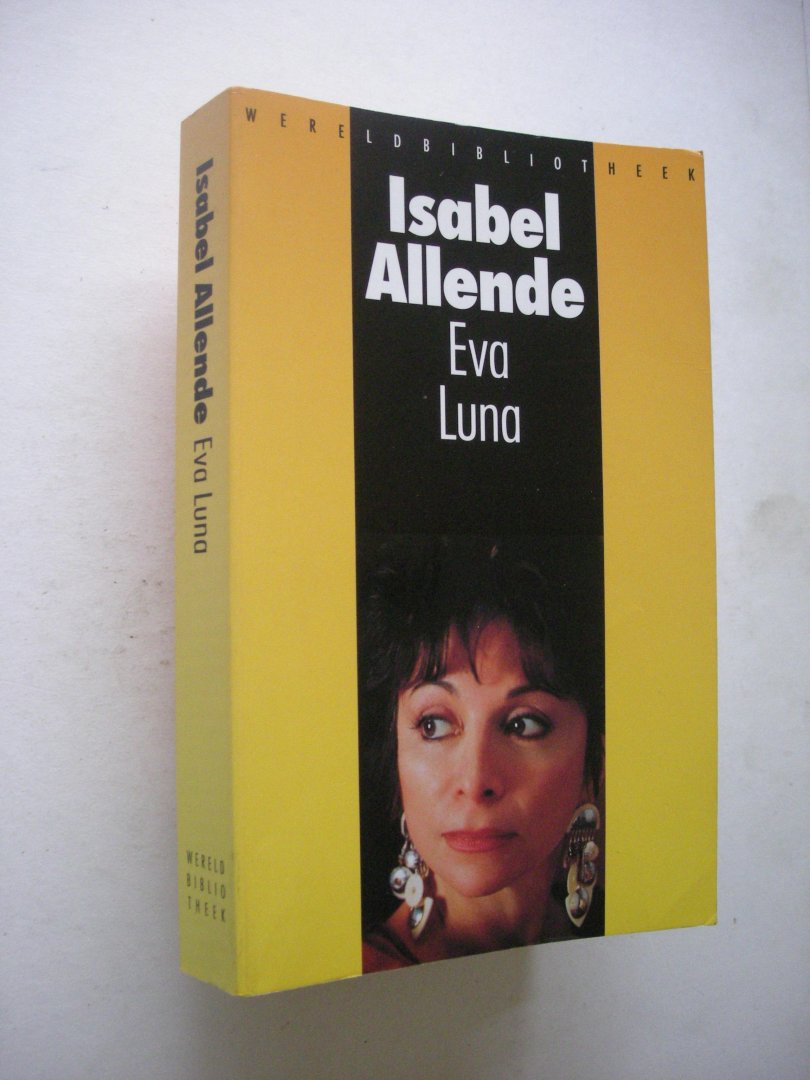 WERELDBIBLIOTHEEK
Isabel
Allende
Eva
Luna
Isabel Allende Eva Luna
WERELD
BIBLIO
THEEK